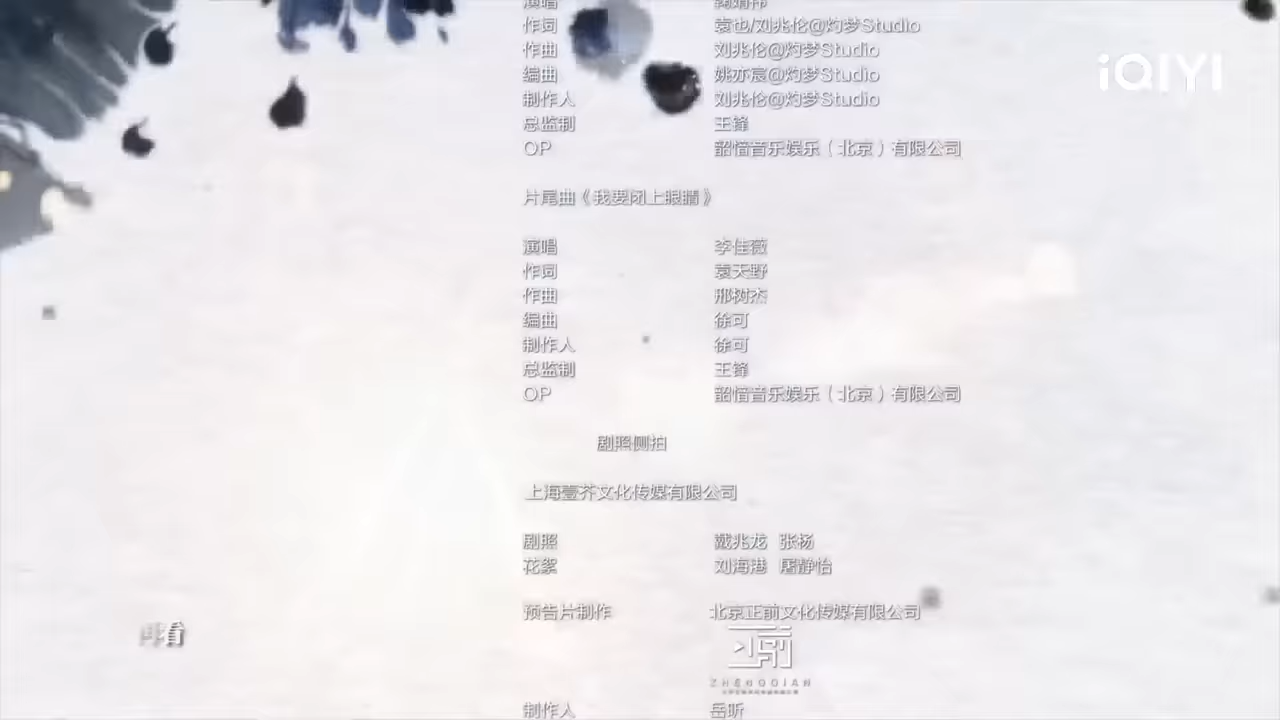 演唱 鞠婧祎
作词 袁也/刘兆伦@灼梦Studio
作曲 刘兆伦@灼梦Studio
编曲 姚亦宸@灼梦Studio
制作人 刘兆伦@灼梦Studio
总监制 王锋
OP 韶愔音乐娱乐（北京）有限公司
iQIYI
片尾曲《我要闭上眼睛》
演唱 李佳薇
作词 袁天野
作曲 邢树杰
编曲 徐可
制作人 徐可
总监制 王锋
OP 韶愔音乐娱乐（北京）有限公司
剧照侧拍
上海壹芥文化传媒有限公司
剧照 戴兆龙 张杨
花絮 刘海港 屠静怡
预告片制作 北京正前文化传媒有限公司
看
ZHENGQIAN
制作人 岳昕